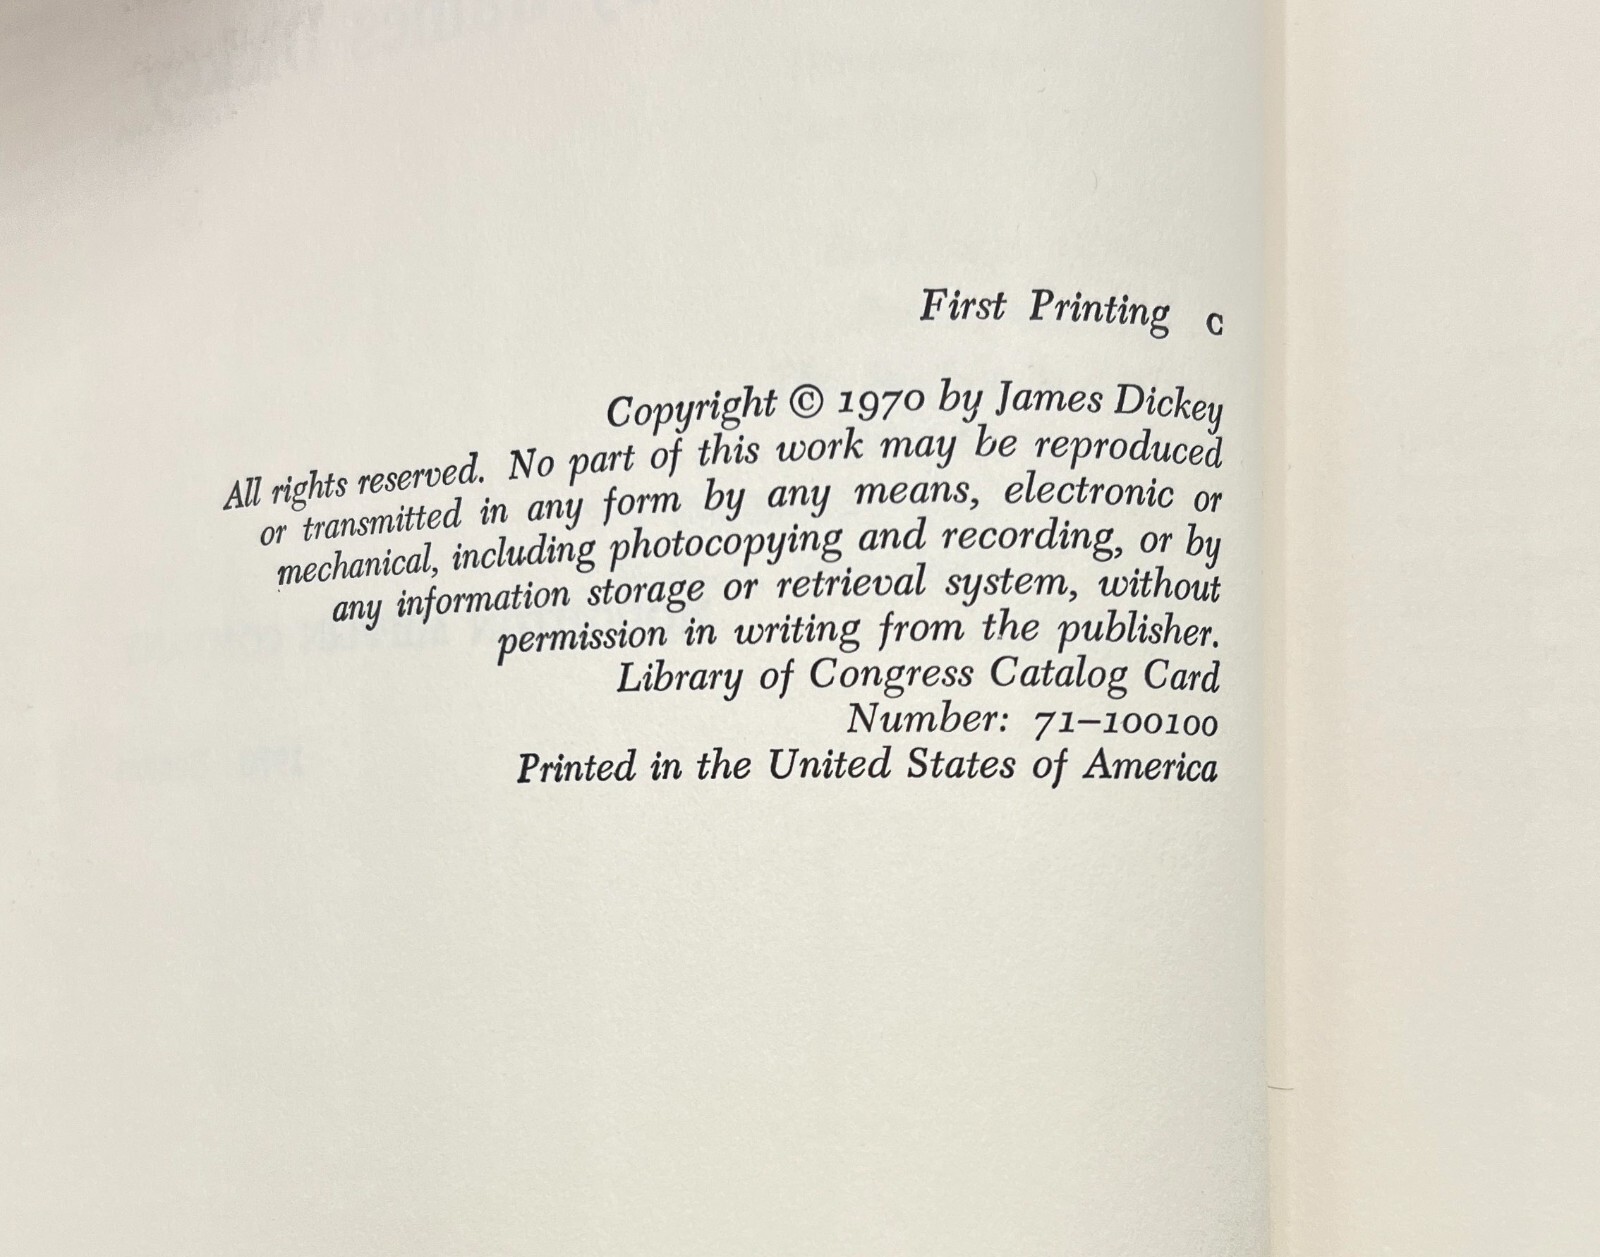 First Printing c
Copyright © 1970 by James Dickey
All rights reserved. No part of this work may be reproduced
or transmitted in any form by any means, electronic or
mechanical, including photocopying and recording, or by
any information storage or retrieval system, without
permission in writing from the publisher.
Library of Congress Catalog Card
Number: 71–100100
Printed in the United States of America